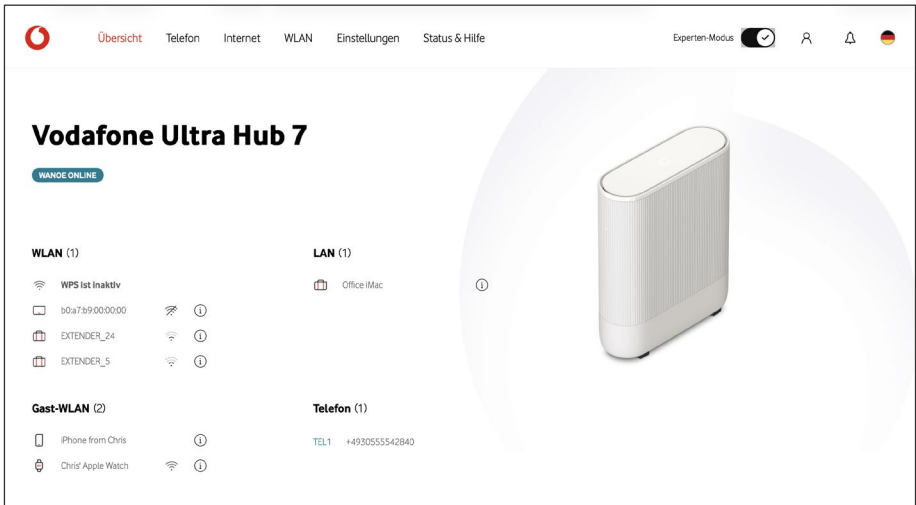 Übersicht Telefon Internet WLAN Einstellungen Status & Hilfe Experten-Modus
Vodafone Ultra Hub 7
WANOE ONLINE
WLAN (1)
WPS ist inaktiv
b0:a7:b9:00:00:00
EXTENDER_24
EXTENDER_5
LAN (1)
Office iMac
Gast-WLAN (2)
iPhone from Chris
Chris' Apple Watch
Telefon (1)
TEL1 +4930555542840